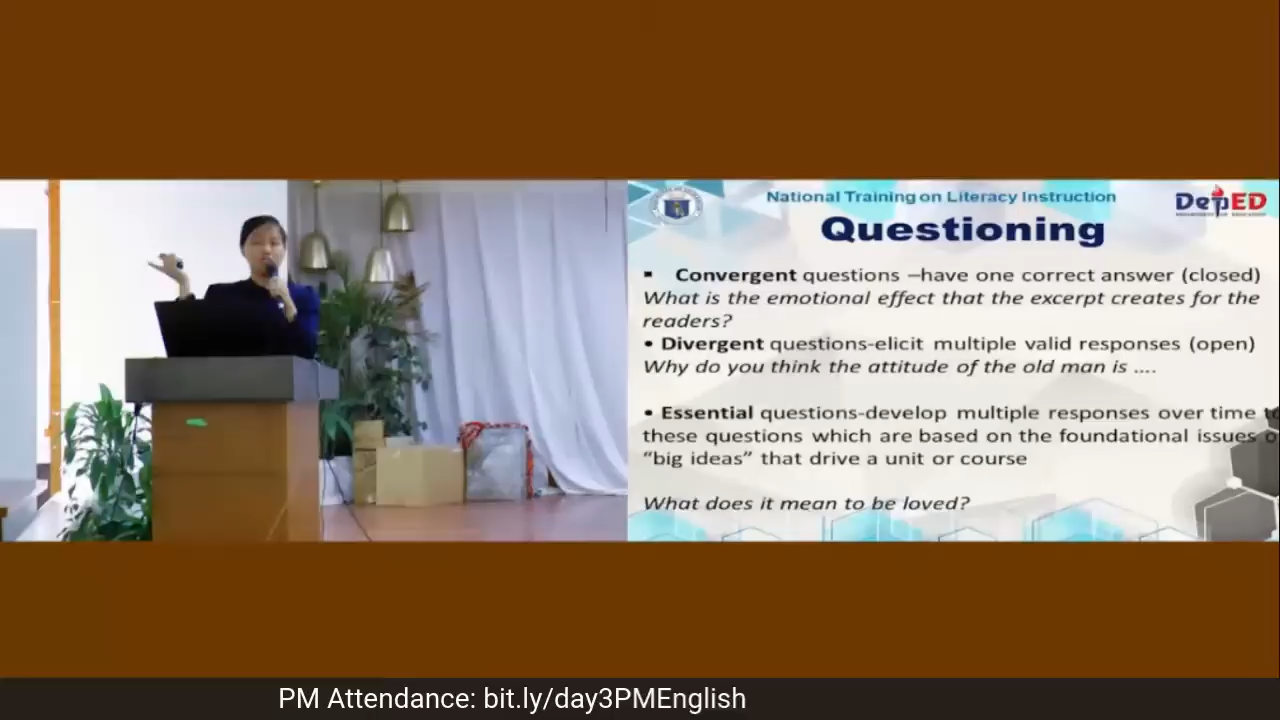 National Training on Literacy Instruction
DepED
Questioning
▪ Convergent questions –have one correct answer (closed)
What is the emotional effect that the excerpt creates for the
readers?
• Divergent questions-elicit multiple valid responses (open)
Why do you think the attitude of the old man is ....
• Essential questions-develop multiple responses over time
these questions which are based on the foundational issues
“big ideas” that drive a unit or course
What does it mean to be loved?
PM Attendance: bit.ly/day3PMEnglish